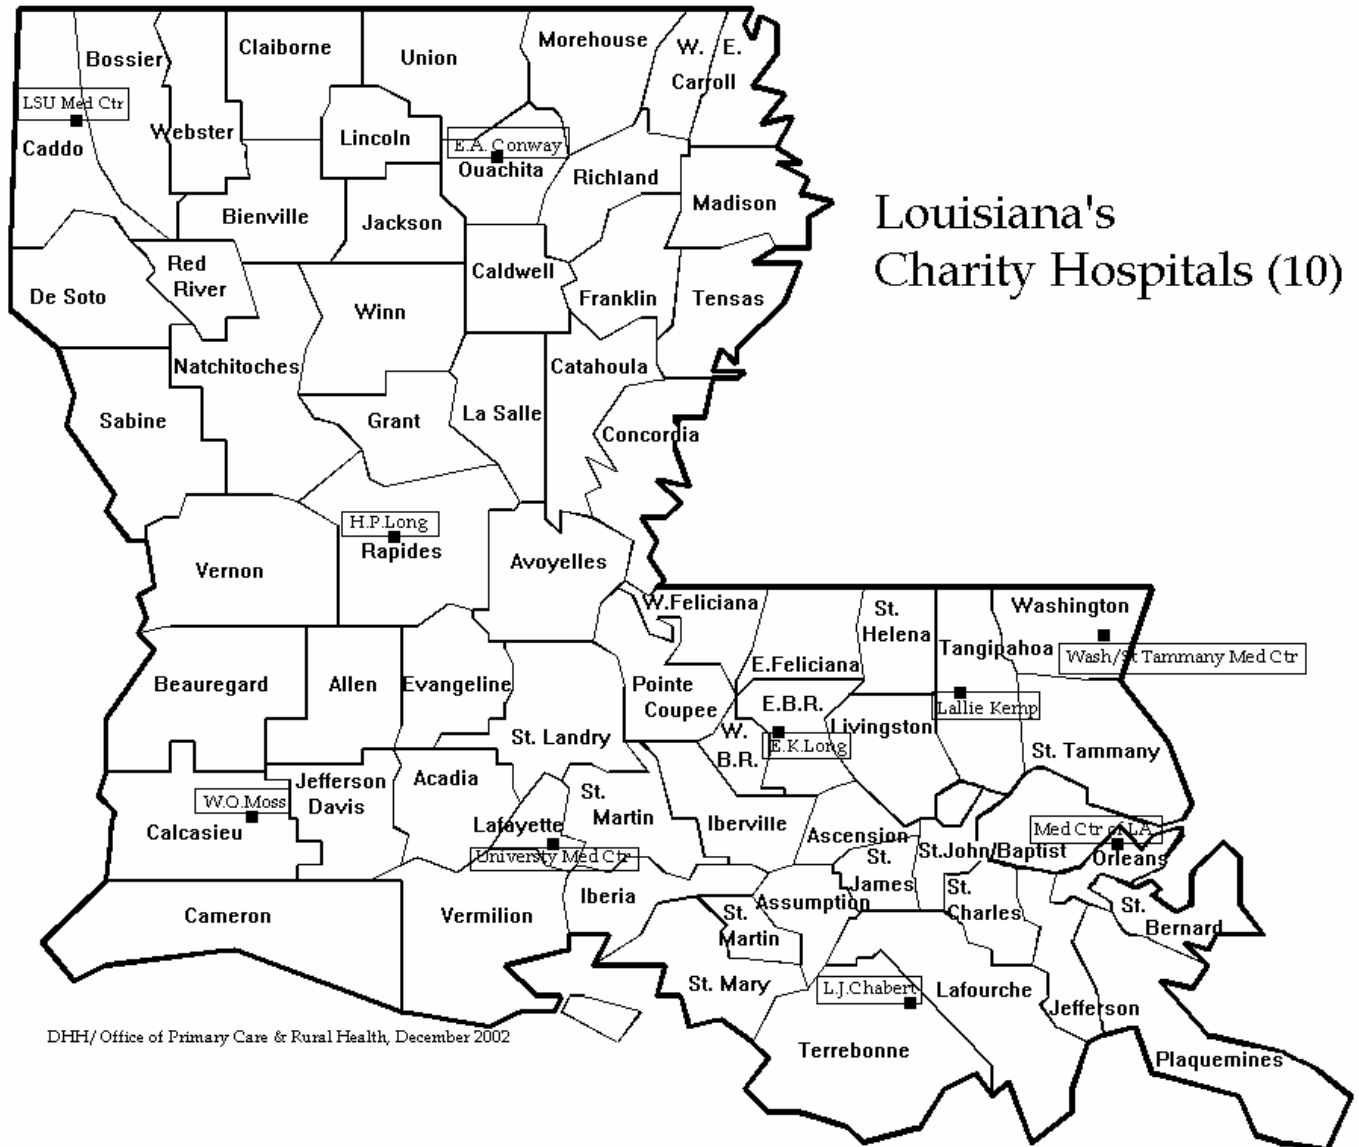 Louisiana's
Charity Hospitals (10)
Bossier
Claiborne
Union
Morehouse
W. E.
Carroll
LSU Med Ctr
Caddo
Webster
Lincoln
E.A. Conway
Ouachita
Richland
Madison
Bienville
Jackson
Red
River
Caldwell
De Soto
Winn
Franklin
Tensas
Natchitoches
Catahoula
Sabine
Grant
La Salle
Concordia
H.P.Long
Rapides
Vernon
Avoyelles
W.Feliciana
St.
Helena
Washington
Tangipahoa
Wash/St Tammany Med Ctr
E.Feliciana
Beauregard
Allen
Evangeline
Pointe
Coupee
E.B.R.
Lallie Kemp
W.
B.R.
E.K.Long
Livingston
St. Landry
St. Tammany
Jefferson
Davis
Acadia
St.
Martin
W.O.Moss
Calcasieu
Lafayette
Iberville
Ascension
Med Ctr of LA
University Med Ctr
St.
James
St.John/Baptist
Orleans
Cameron
Vermilion
Iberia
St.
Martin
Assumption
St.
Charles
St.
Bernard
St. Mary
L.J.Chabert
Lafourche
Jefferson
DHH/Office of Primary Care & Rural Health, December 2002
Terrebonne
Plaquemines